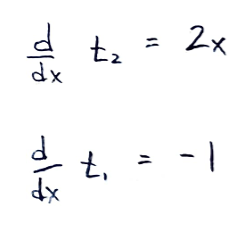 d/dx t₂ = 2x
d/dx t₁ = -1